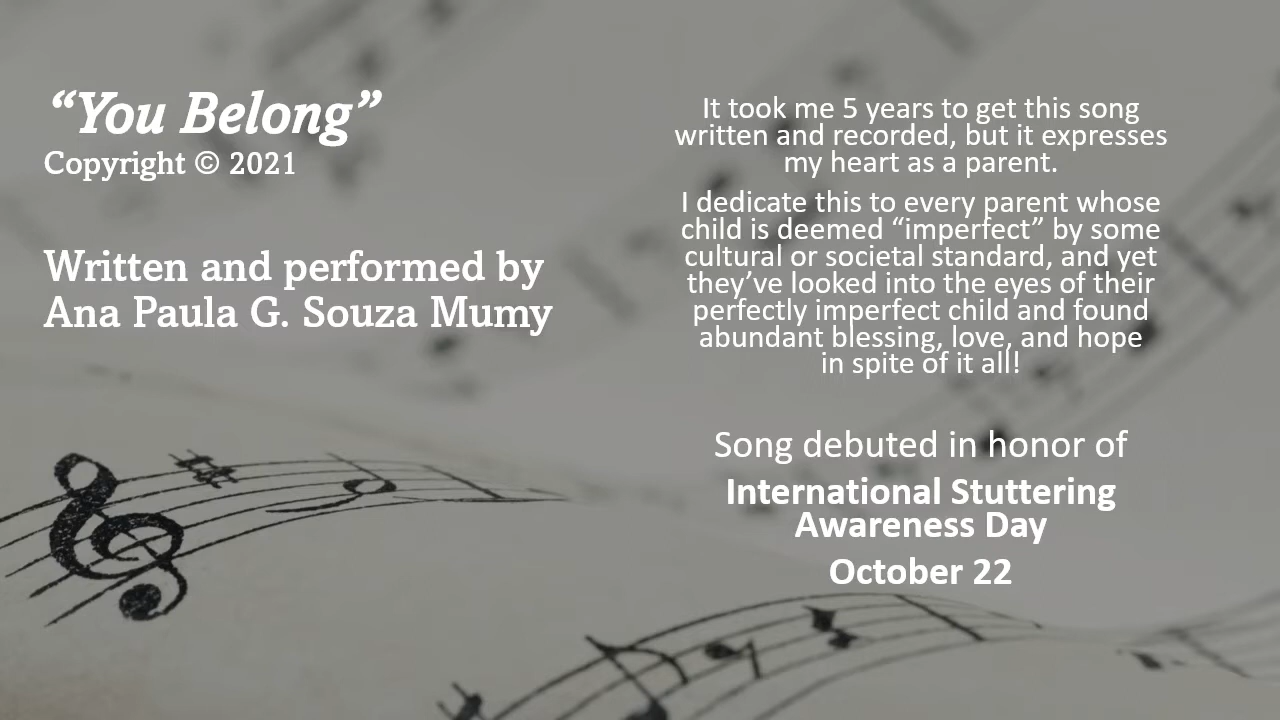 “You Belong”
Copyright © 2021
Written and performed by
Ana Paula G. Souza Mumy
It took me 5 years to get this song
written and recorded, but it expresses
my heart as a parent.
I dedicate this to every parent whose
child is deemed “imperfect” by some
cultural or societal standard, and yet
they’ve looked into the eyes of their
perfectly imperfect child and found
abundant blessing, love, and hope
in spite of it all!
Song debuted in honor of
International Stuttering
Awareness Day
October 22